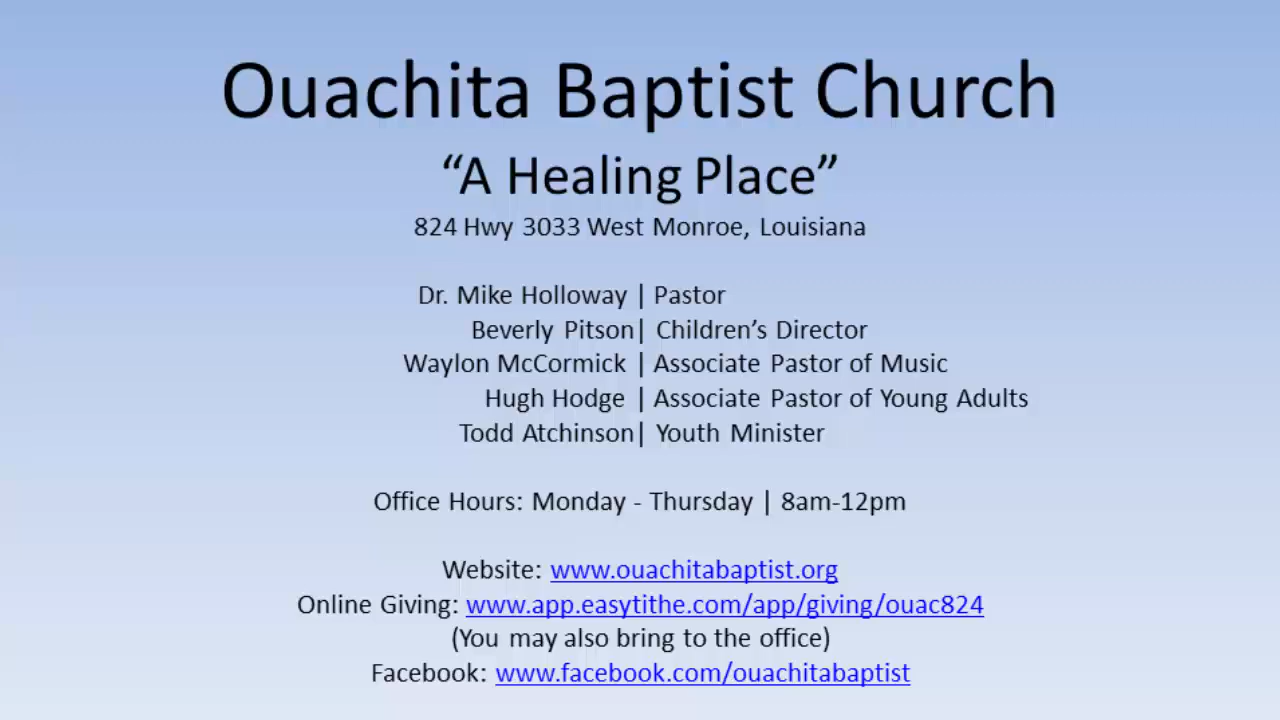 Ouachita Baptist Church
“A Healing Place”
824 Hwy 3033 West Monroe, Louisiana
Dr. Mike Holloway | Pastor
Beverly Pitson| Children’s Director
Waylon McCormick | Associate Pastor of Music
Hugh Hodge | Associate Pastor of Young Adults
Todd Atchinson| Youth Minister
Office Hours: Monday - Thursday | 8am-12pm
Website: www.ouachitabaptist.org
Online Giving: www.app.easytithe.com/app/giving/ouac824
(You may also bring to the office)
Facebook: www.facebook.com/ouachitabaptist